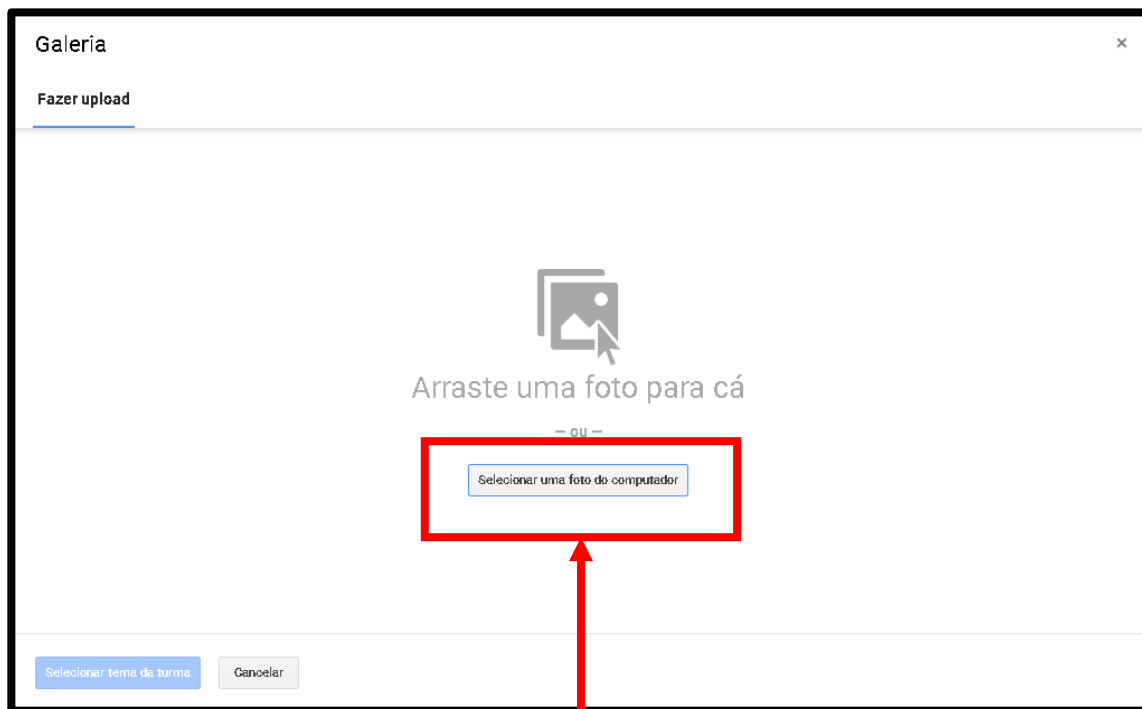 Galeria
×
Fazer upload
Arraste uma foto para cá
— ou —
Selecionar uma foto do computador
Selecionar tema da turma
Cancelar